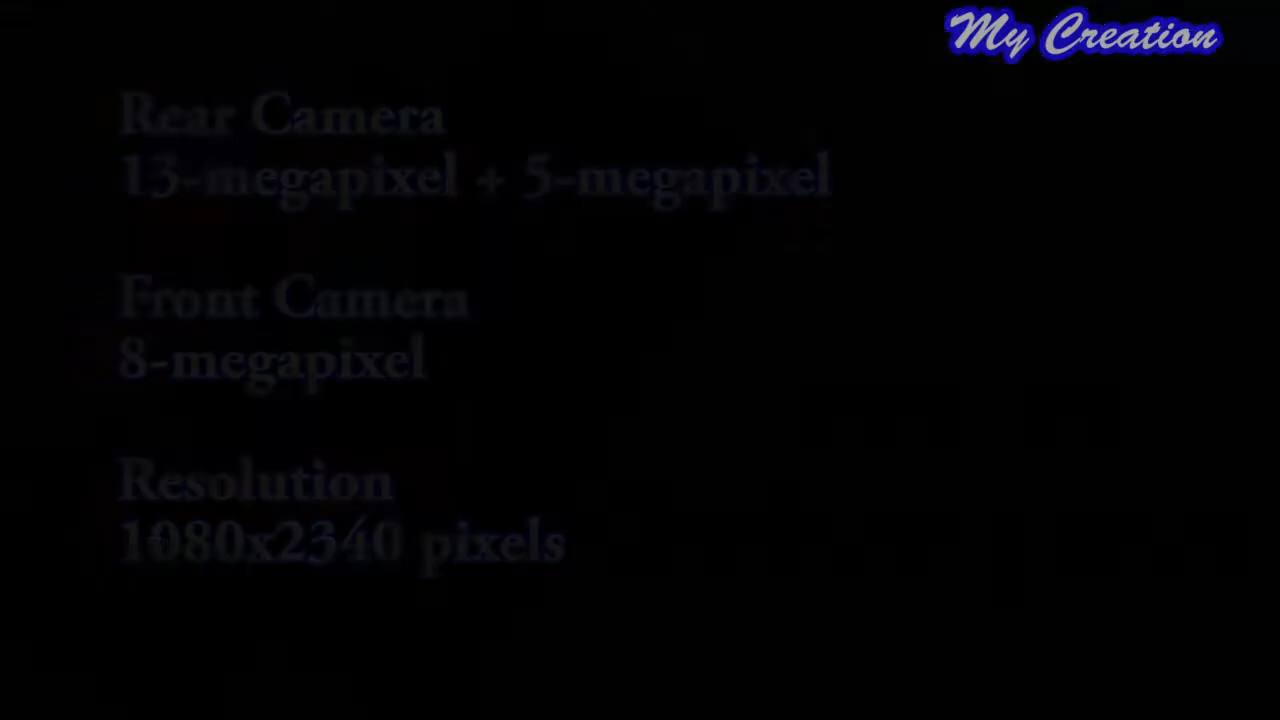 My Creation
Rear Camera
13-megapixel + 5-megapixel
Front Camera
8-megapixel
Resolution
1080x2340 pixels